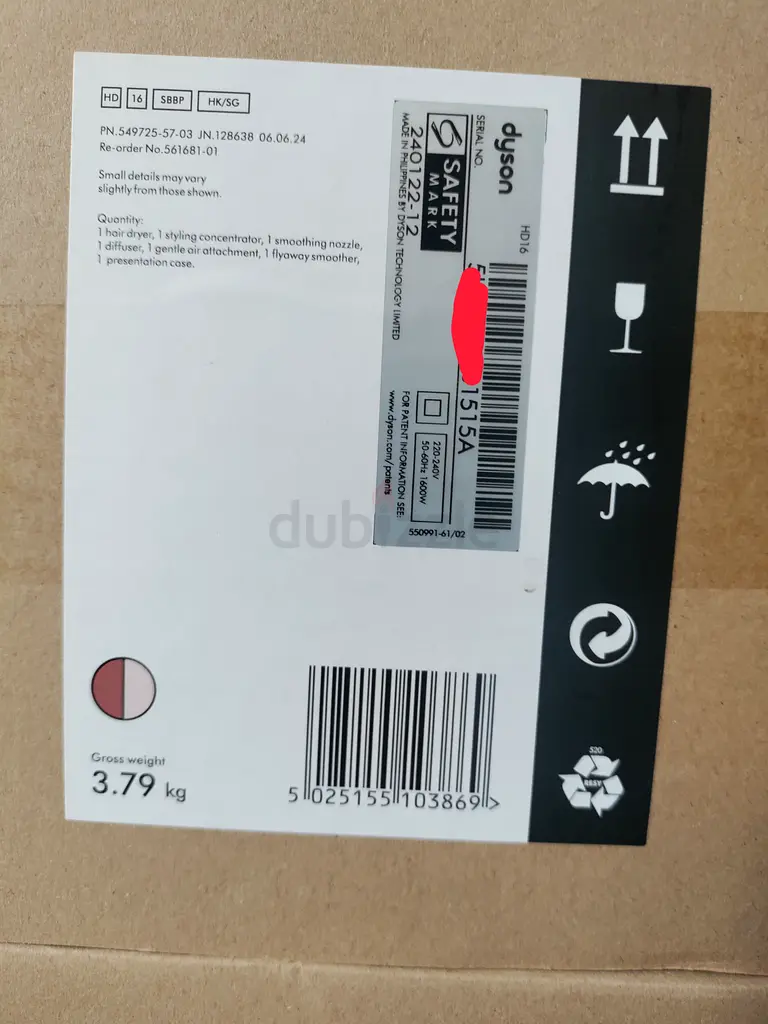 HD 16 SBBP HK/SG
PN.549725-57-03 JN.128638 06.06.24
Re-order No.561681-01
Small details may vary
slightly from those shown.
Quantity:
1 hair dryer, 1 styling concentrator, 1 smoothing nozzle,
1 diffuser, 1 gentle air attachment, 1 flyaway smoother,
1 presentation case.
dyson HD16
SERIAL NO.
1515A
SAFETY
MARK
240122-12
MADE IN PHILIPPINES BY DYSON TECHNOLOGY LIMITED
220-240V
50-60Hz 1600W
FOR PATENT INFORMATION SEE:
www.dyson.com/patents
550991-61/02
dubizzle
Gross weight
3.79 kg
5 025155 103869 >
S20
RSSY